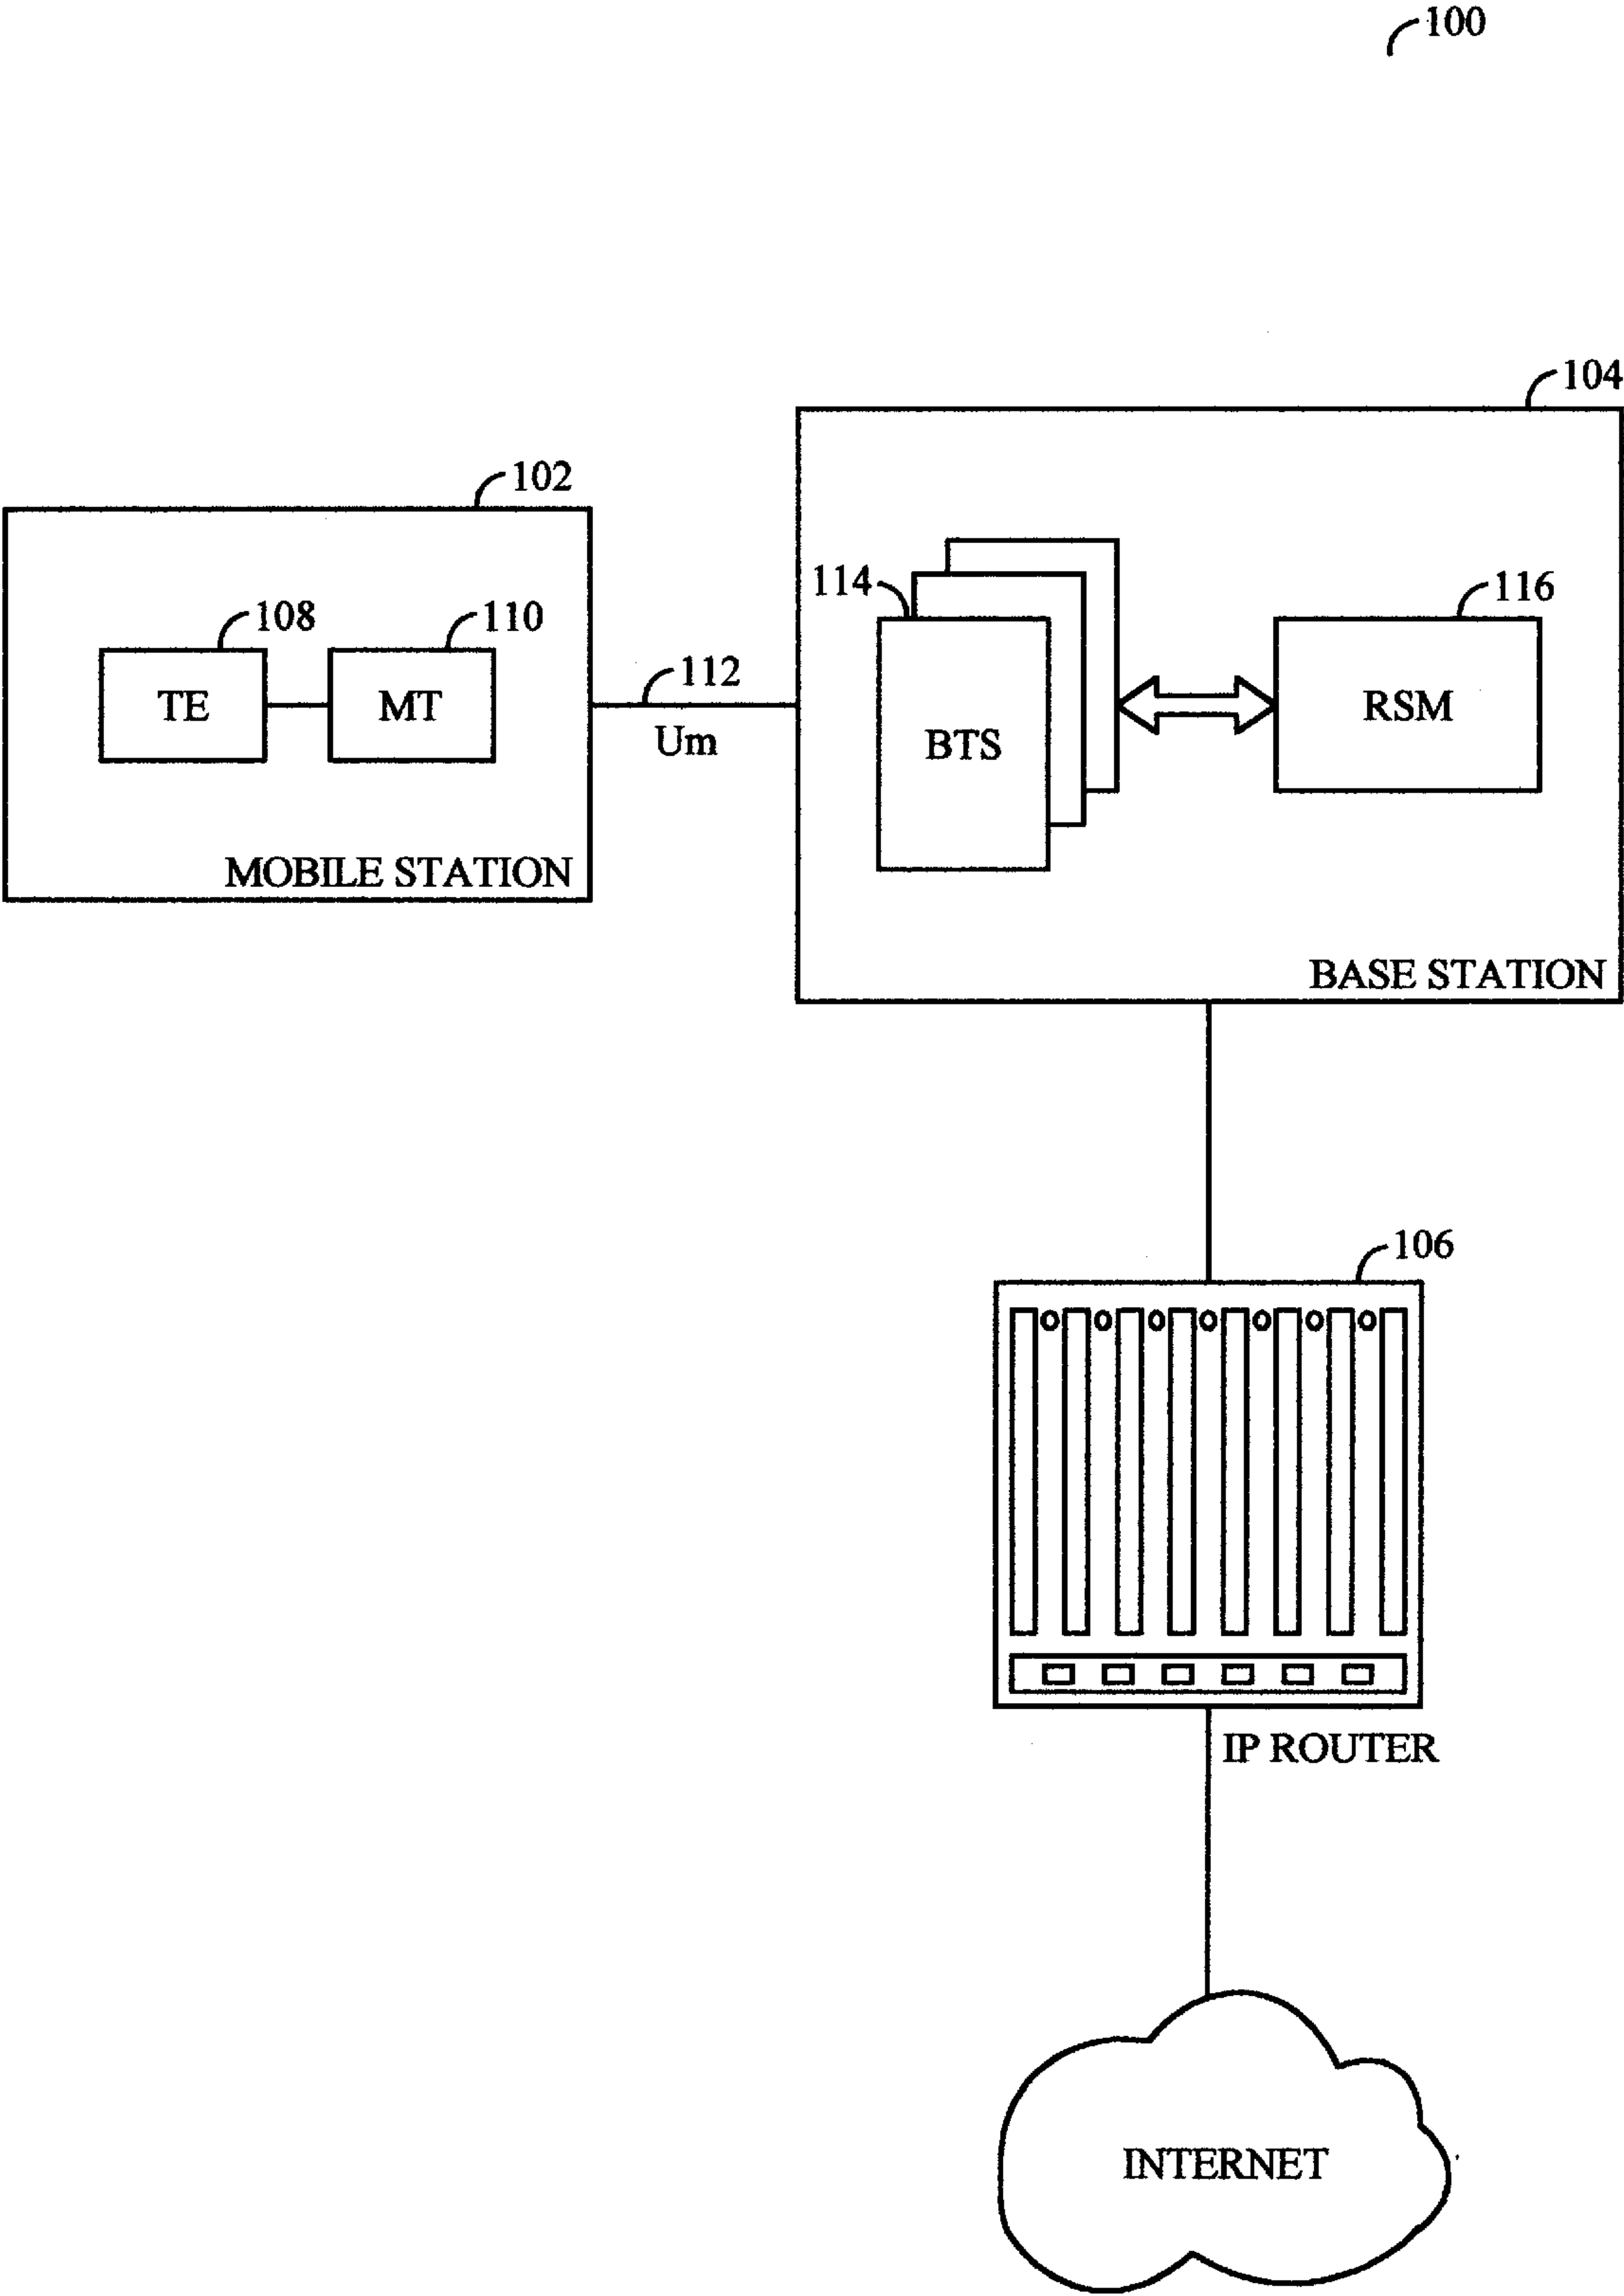 100
104
102
114
116
108
110
112
TE
MT
Um
BTS
RSM
MOBILE STATION
BASE STATION
106
IP ROUTER
INTERNET